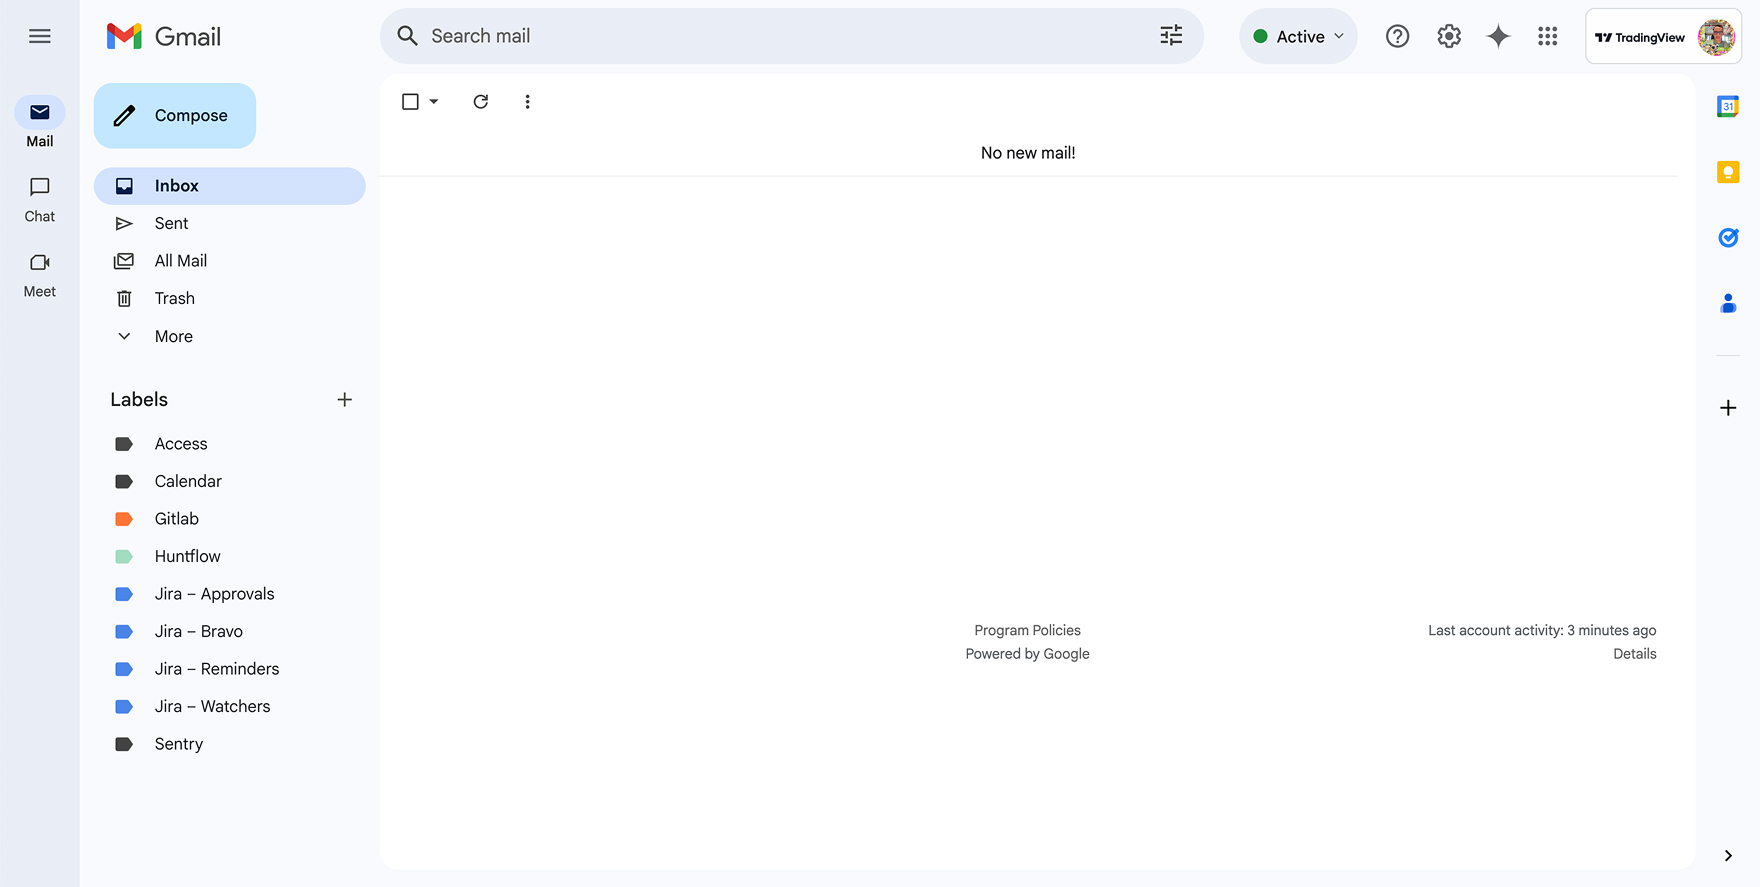 Gmail
Search mail
Active
TradingView
Mail
Chat
Meet
Compose
Inbox
Sent
All Mail
Trash
More
Labels
Access
Calendar
Gitlab
Huntflow
Jira – Approvals
Jira – Bravo
Jira – Reminders
Jira – Watchers
Sentry
No new mail!
Program Policies
Powered by Google
Last account activity: 3 minutes ago
Details
31